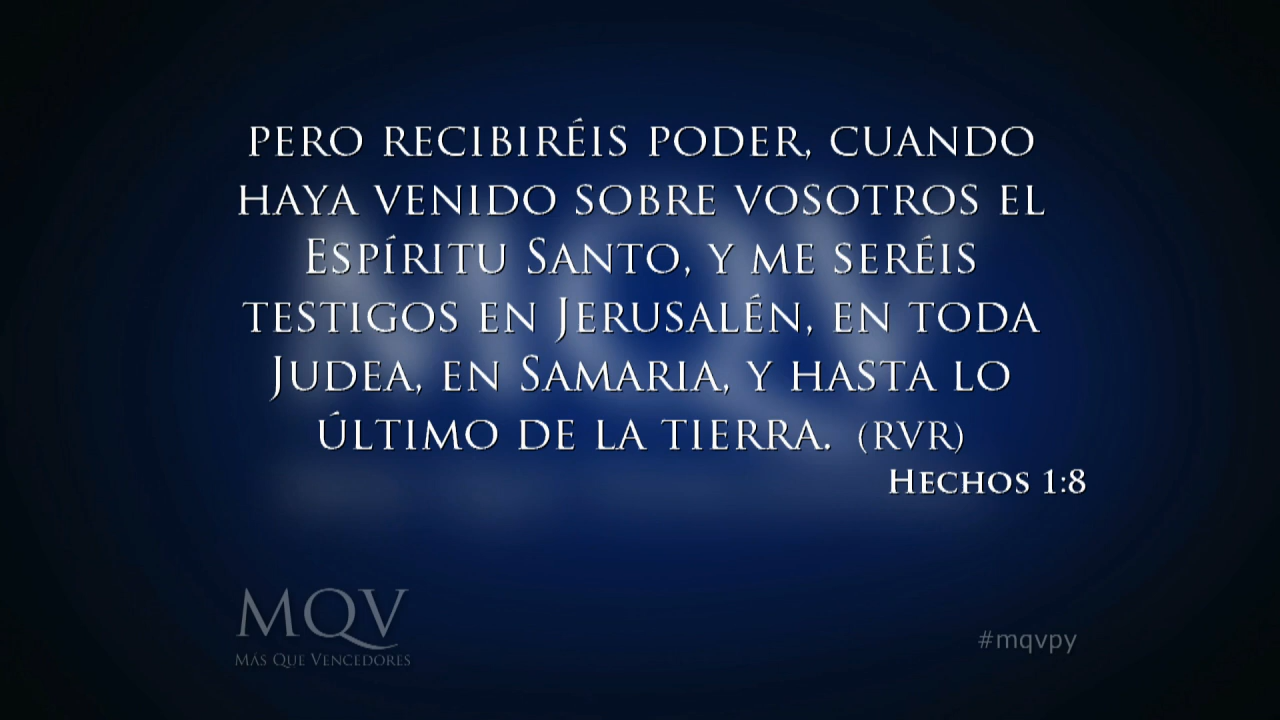 PERO RECIBIRÉIS PODER, CUANDO
HAYA VENIDO SOBRE VOSOTROS EL
ESPÍRITU SANTO, Y ME SERÉIS
TESTIGOS EN JERUSALÉN, EN TODA
JUDEA, EN SAMARIA, Y HASTA LO
ÚLTIMO DE LA TIERRA. (RVR)
HECHOS 1:8
MQV
MÁS QUE VENCEDORES
#mqvpy